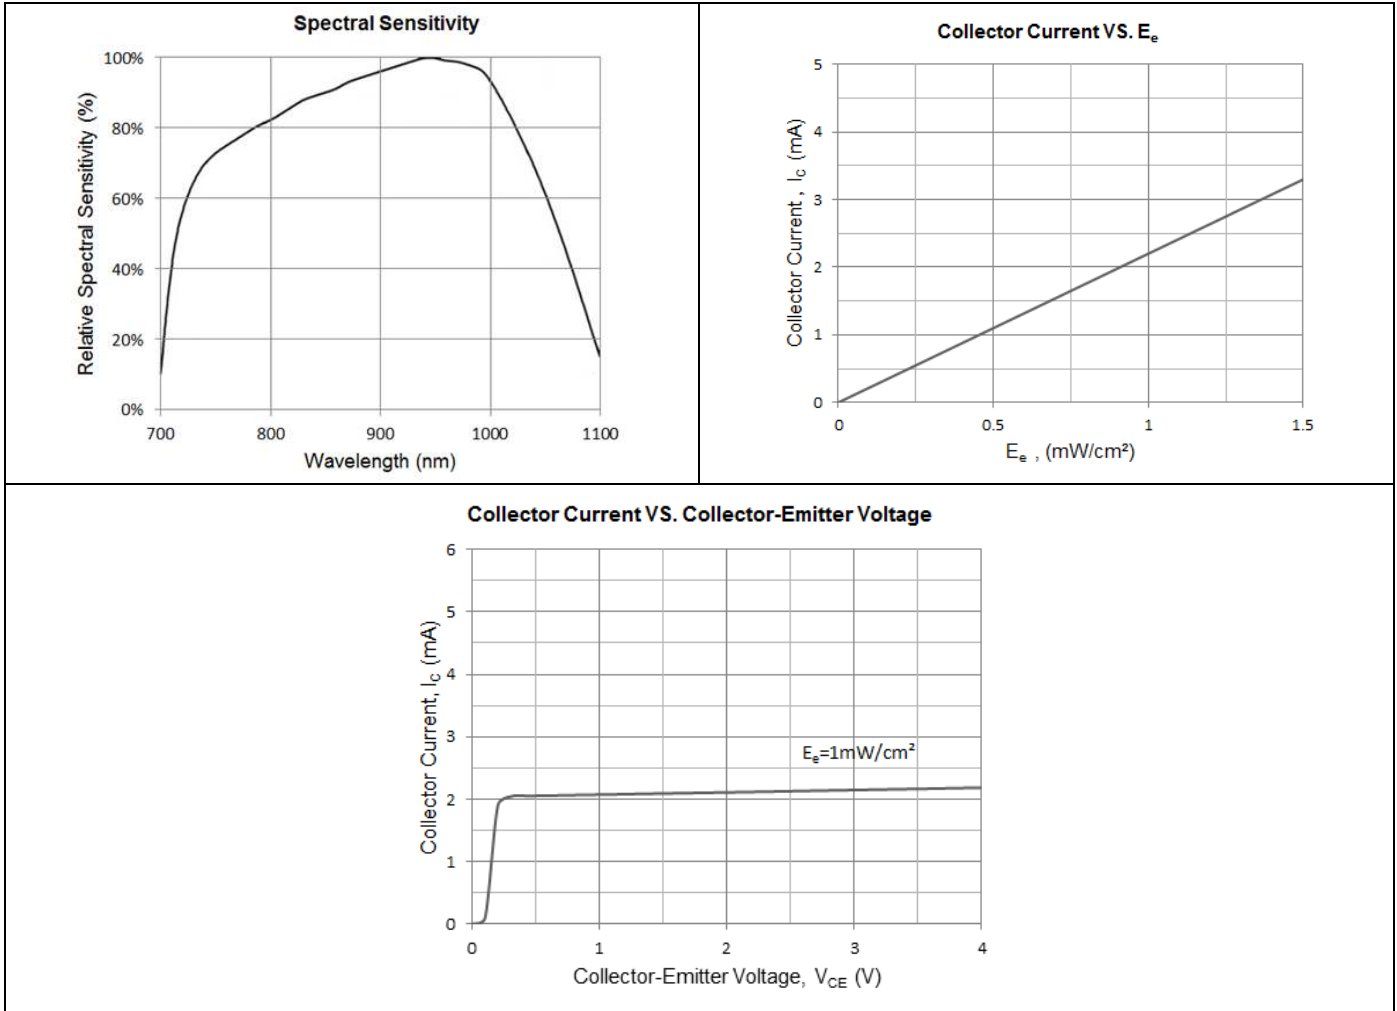 Spectral Sensitivity
100%
80%
60%
40%
20%
0%
Relative Spectral Sensitivity (%)
700 800 900 1000 1100
Wavelength (nm)
Collector Current VS. Eₑ
5
4
3
2
1
0
Collector Current , I_C (mA)
0 0.5 1 1.5
Eₑ , (mW/cm²)
Collector Current VS. Collector-Emitter Voltage
6
5
4
3
2
1
0
Collector Current, I_C (mA)
Eₑ=1mW/cm²
0 1 2 3 4
Collector-Emitter Voltage, V_CE (V)